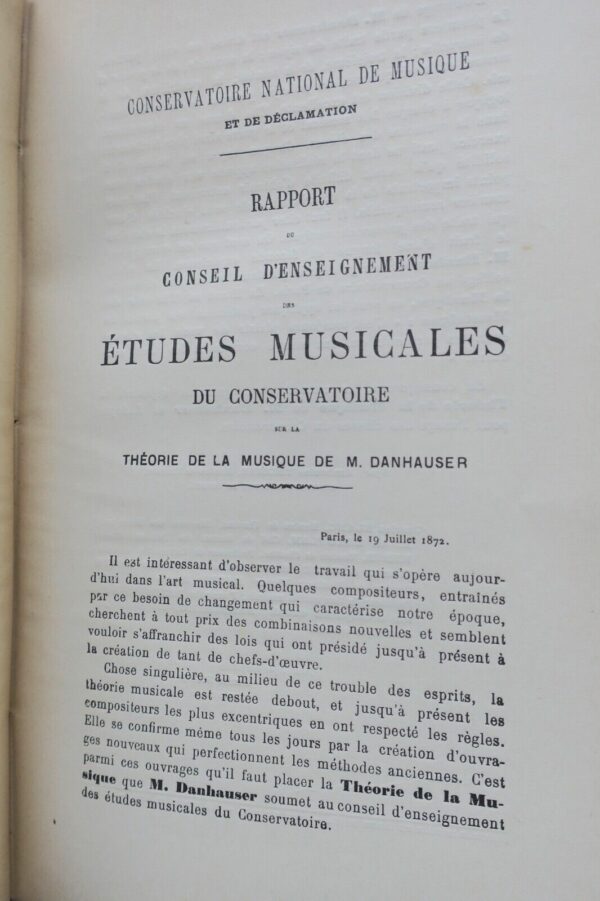 CONSERVATOIRE NATIONAL DE MUSIQUE
ET DE DÉCLAMATION
RAPPORT
DU
CONSEIL D'ENSEIGNEMENT
DES
ÉTUDES MUSICALES
DU CONSERVATOIRE
SUR LA
THÉORIE DE LA MUSIQUE DE M. DANHAUSER
Paris, le 19 Juillet 1872.
Il est intéressant d'observer le travail qui s'opère aujour-
d'hui dans l'art musical. Quelques compositeurs, entraînés
par ce besoin de changement qui caractérise notre époque,
cherchent à tout prix des combinaisons nouvelles et semblent
vouloir s'affranchir des lois qui ont présidé jusqu'à présent à
la création de tant de chefs-d'œuvre.
Chose singulière, au milieu de ce trouble des esprits, la
théorie musicale est restée debout, et jusqu'à présent les
compositeurs les plus excentriques en ont respecté les règles.
Elle se confirme même tous les jours par la création d'ouvra-
ges nouveaux qui perfectionnent les méthodes anciennes. C'est
parmi ces ouvrages qu'il faut placer la Théorie de la Mu-
sique que M. Danhauser soumet au conseil d'enseignement
des études musicales du Conservatoire.